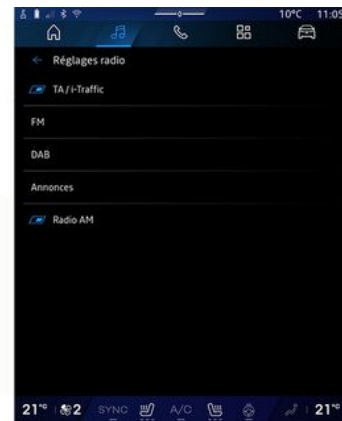 10°C 11:05
Réglages radio
TA / i-Traffic
FM
DAB
Annonces
Radio AM
21°C 2 SYNC A/C 21°C